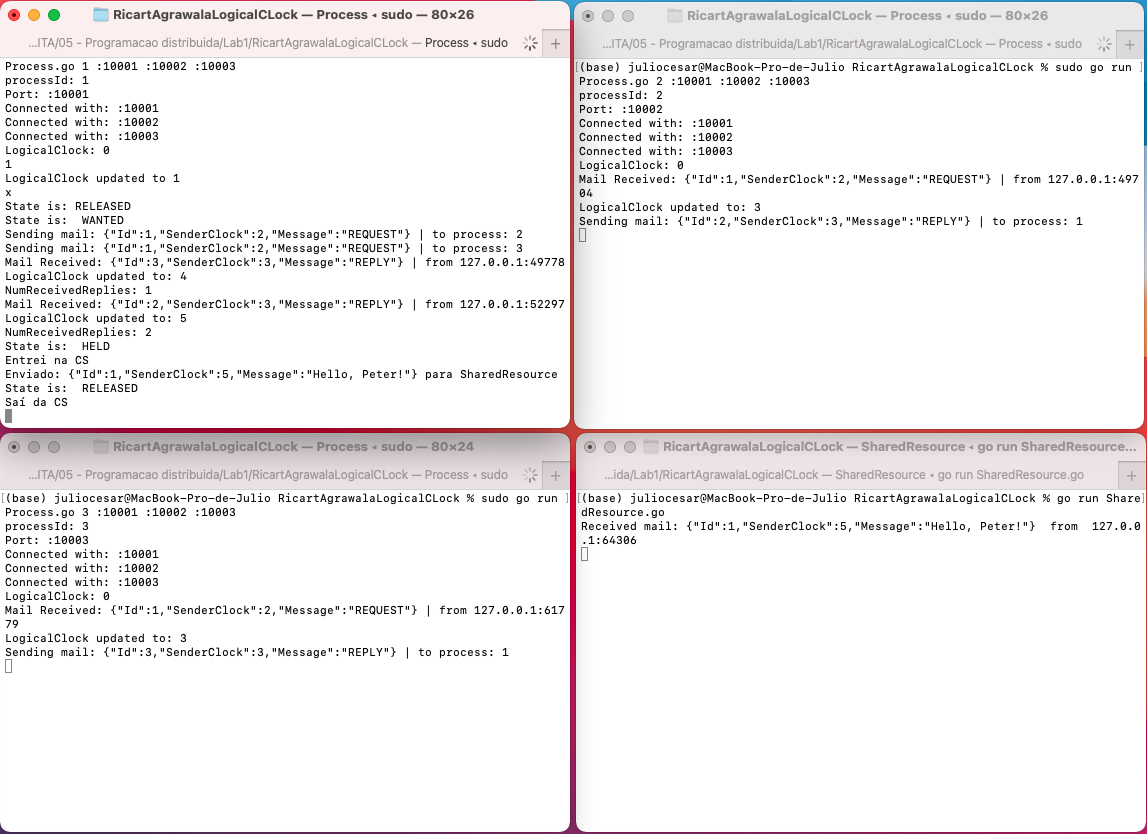 RicartAgrawalaLogicalCLock — Process ◂ sudo — 80×26
...ITA/05 - Programacao distribuida/Lab1/RicartAgrawalaLogicalCLock — Process ◂ sudo
Process.go 1 :10001 :10002 :10003
processId: 1
Port: :10001
Connected with: :10001
Connected with: :10002
Connected with: :10003
LogicalClock: 0
1
LogicalClock updated to 1
x
State is: RELEASED
State is:  WANTED
Sending mail: {"Id":1,"SenderClock":2,"Message":"REQUEST"} | to process: 2
Sending mail: {"Id":1,"SenderClock":2,"Message":"REQUEST"} | to process: 3
Mail Received: {"Id":3,"SenderClock":3,"Message":"REPLY"} | from 127.0.0.1:49778
LogicalClock updated to: 4
NumReceivedReplies: 1
Mail Received: {"Id":2,"SenderClock":3,"Message":"REPLY"} | from 127.0.0.1:52297
LogicalClock updated to: 5
NumReceivedReplies: 2
State is:  HELD
Entrei na CS
Enviado: {"Id":1,"SenderClock":5,"Message":"Hello, Peter!"} para SharedResource
State is:  RELEASED
Saí da CS
RicartAgrawalaLogicalCLock — Process ◂ sudo — 80×26
...ITA/05 - Programacao distribuida/Lab1/RicartAgrawalaLogicalCLock — Process ◂ sudo
[(base) juliocesar@MacBook-Pro-de-Julio RicartAgrawalaLogicalCLock % sudo go run ]
Process.go 2 :10001 :10002 :10003
processId: 2
Port: :10002
Connected with: :10001
Connected with: :10002
Connected with: :10003
LogicalClock: 0
Mail Received: {"Id":1,"SenderClock":2,"Message":"REQUEST"} | from 127.0.0.1:497
04
LogicalClock updated to: 3
Sending mail: {"Id":2,"SenderClock":3,"Message":"REPLY"} | to process: 1
RicartAgrawalaLogicalCLock — Process ◂ sudo — 80×24
...ITA/05 - Programacao distribuida/Lab1/RicartAgrawalaLogicalCLock — Process ◂ sudo
[(base) juliocesar@MacBook-Pro-de-Julio RicartAgrawalaLogicalCLock % sudo go run ]
Process.go 3 :10001 :10002 :10003
processId: 3
Port: :10003
Connected with: :10001
Connected with: :10002
Connected with: :10003
LogicalClock: 0
Mail Received: {"Id":1,"SenderClock":2,"Message":"REQUEST"} | from 127.0.0.1:617
79
LogicalClock updated to: 3
Sending mail: {"Id":3,"SenderClock":3,"Message":"REPLY"} | to process: 1
RicartAgrawalaLogicalCLock — SharedResource ◂ go run SharedResource...
...ida/Lab1/RicartAgrawalaLogicalCLock — SharedResource ◂ go run SharedResource.go
[(base) juliocesar@MacBook-Pro-de-Julio RicartAgrawalaLogicalCLock % go run Share]
dResource.go
Received mail: {"Id":1,"SenderClock":5,"Message":"Hello, Peter!"}  from  127.0.0
.1:64306